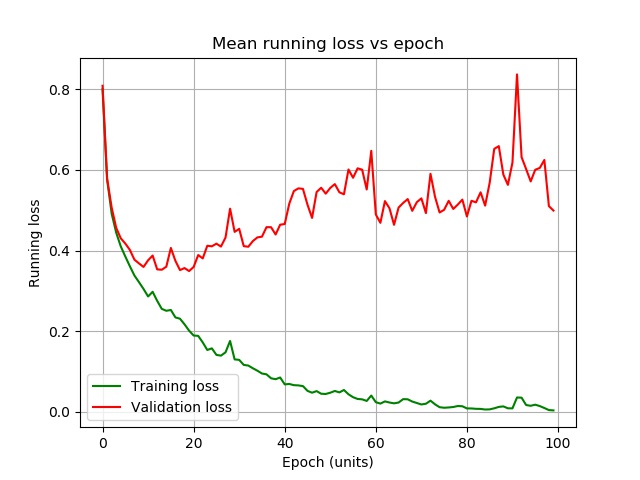 Mean running loss vs epoch
Running loss
0.8
0.6
0.4
0.2
0.0
Training loss
Validation loss
0
20
40
60
80
100
Epoch (units)